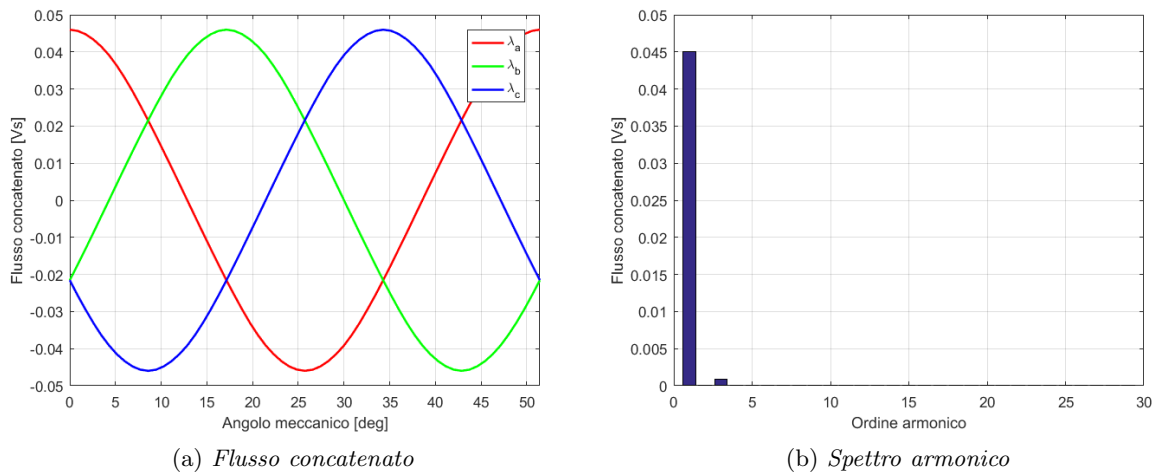 0.05
0.04
0.03
0.02
0.01
0
-0.01
-0.02
-0.03
-0.04
-0.05
Flusso concatenato [Vs]
λa
λb
λc
0 5 10 15 20 25 30 35 40 45 50
Angolo meccanico [deg]
(a) Flusso concatenato
0.05
0.045
0.04
0.035
0.03
0.025
0.02
0.015
0.01
0.005
0
Flusso concatenato [Vs]
0 5 10 15 20 25 30
Ordine armonico
(b) Spettro armonico